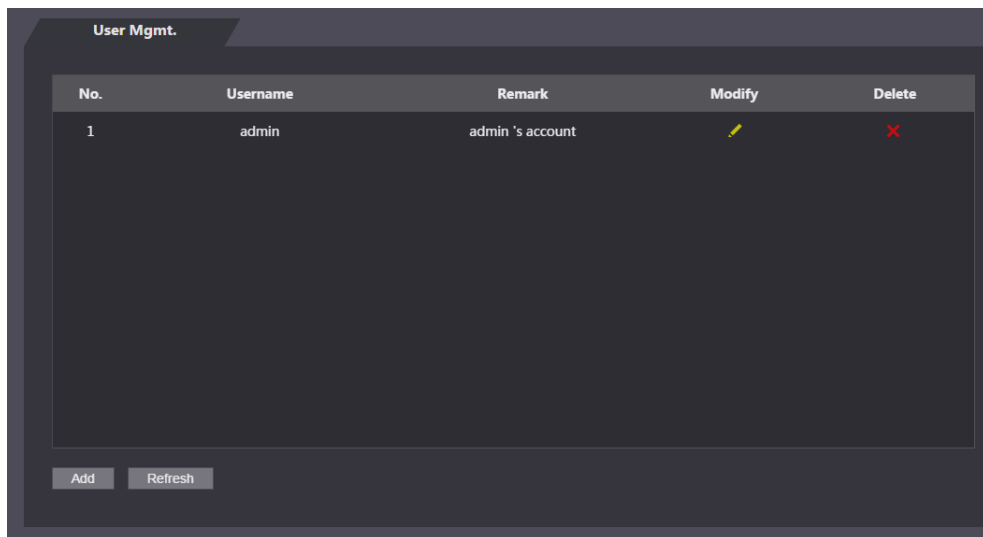 User Mgmt.
No. Username Remark Modify Delete
1 admin admin 's account
Add Refresh